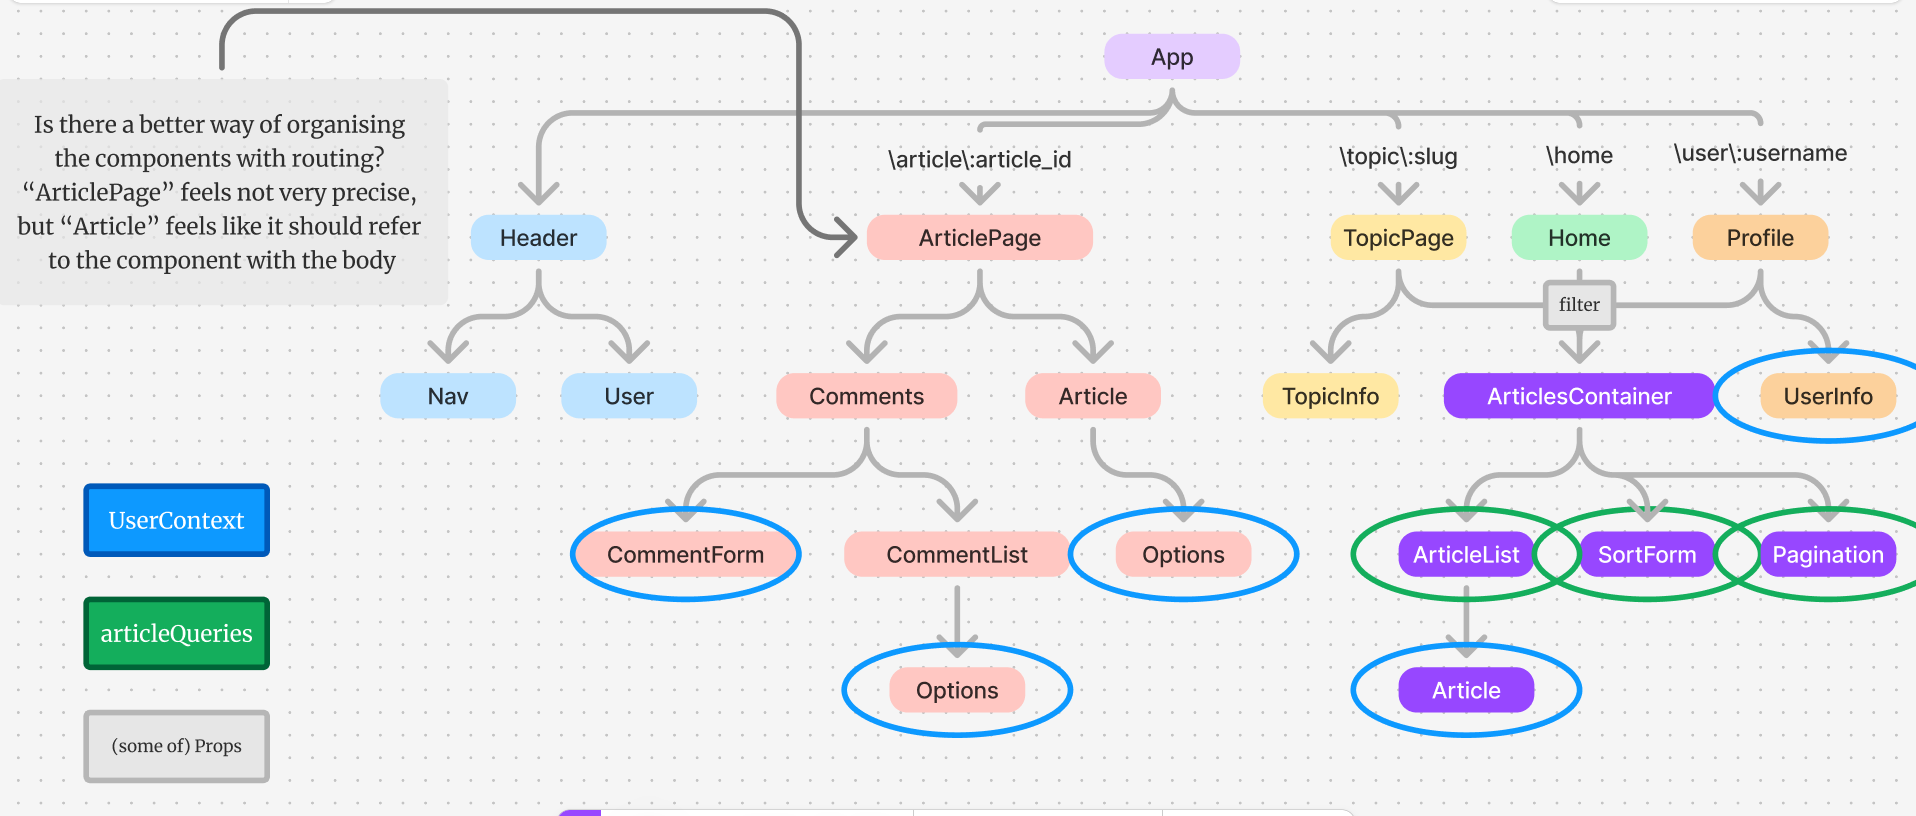 App
Is there a better way of organising
the components with routing?
“ArticlePage” feels not very precise,
but “Article” feels like it should refer
to the component with the body
\article\:article_id
\topic\:slug
\home
\user\:username
Header
ArticlePage
TopicPage
Home
Profile
filter
Nav
User
Comments
Article
TopicInfo
ArticlesContainer
UserInfo
UserContext
CommentForm
CommentList
Options
ArticleList
SortForm
Pagination
articleQueries
Options
Article
(some of) Props